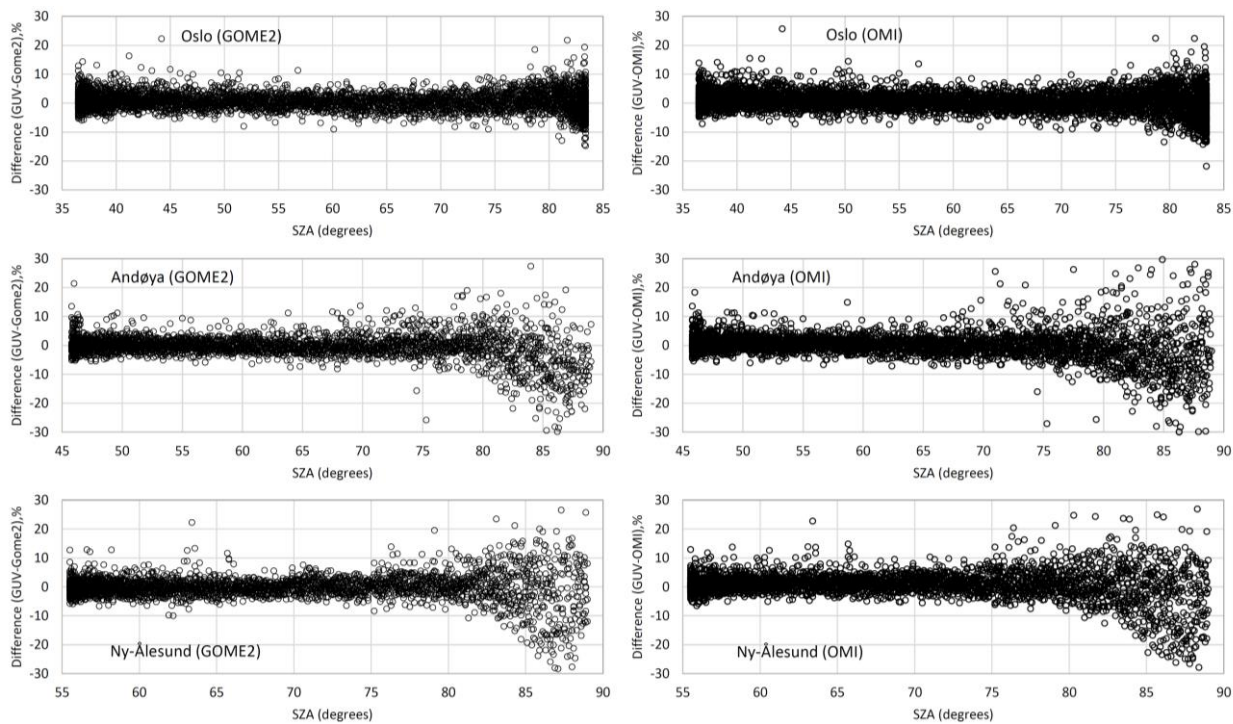 Difference (GUV-Gome2),%
30
20
10
0
-10
-20
-30
Oslo (GOME2)
35 40 45 50 55 60 65 70 75 80 85
SZA (degrees)
Difference (GUV-OMI),%
30
20
10
0
-10
-20
-30
Oslo (OMI)
35 40 45 50 55 60 65 70 75 80 85
SZA (degrees)
Difference (GUV-Gome2),%
30
20
10
0
-10
-20
-30
Andøya (GOME2)
45 50 55 60 65 70 75 80 85 90
SZA (degrees)
Difference (GUV-OMI),%
30
20
10
0
-10
-20
-30
Andøya (OMI)
45 50 55 60 65 70 75 80 85 90
SZA (degrees)
Difference (GUV-Gome2),%
30
20
10
0
-10
-20
-30
Ny-Ålesund (GOME2)
55 60 65 70 75 80 85 90
SZA (degrees)
Difference (GUV-OMI),%
30
20
10
0
-10
-20
-30
Ny-Ålesund (OMI)
55 60 65 70 75 80 85 90
SZA (degrees)